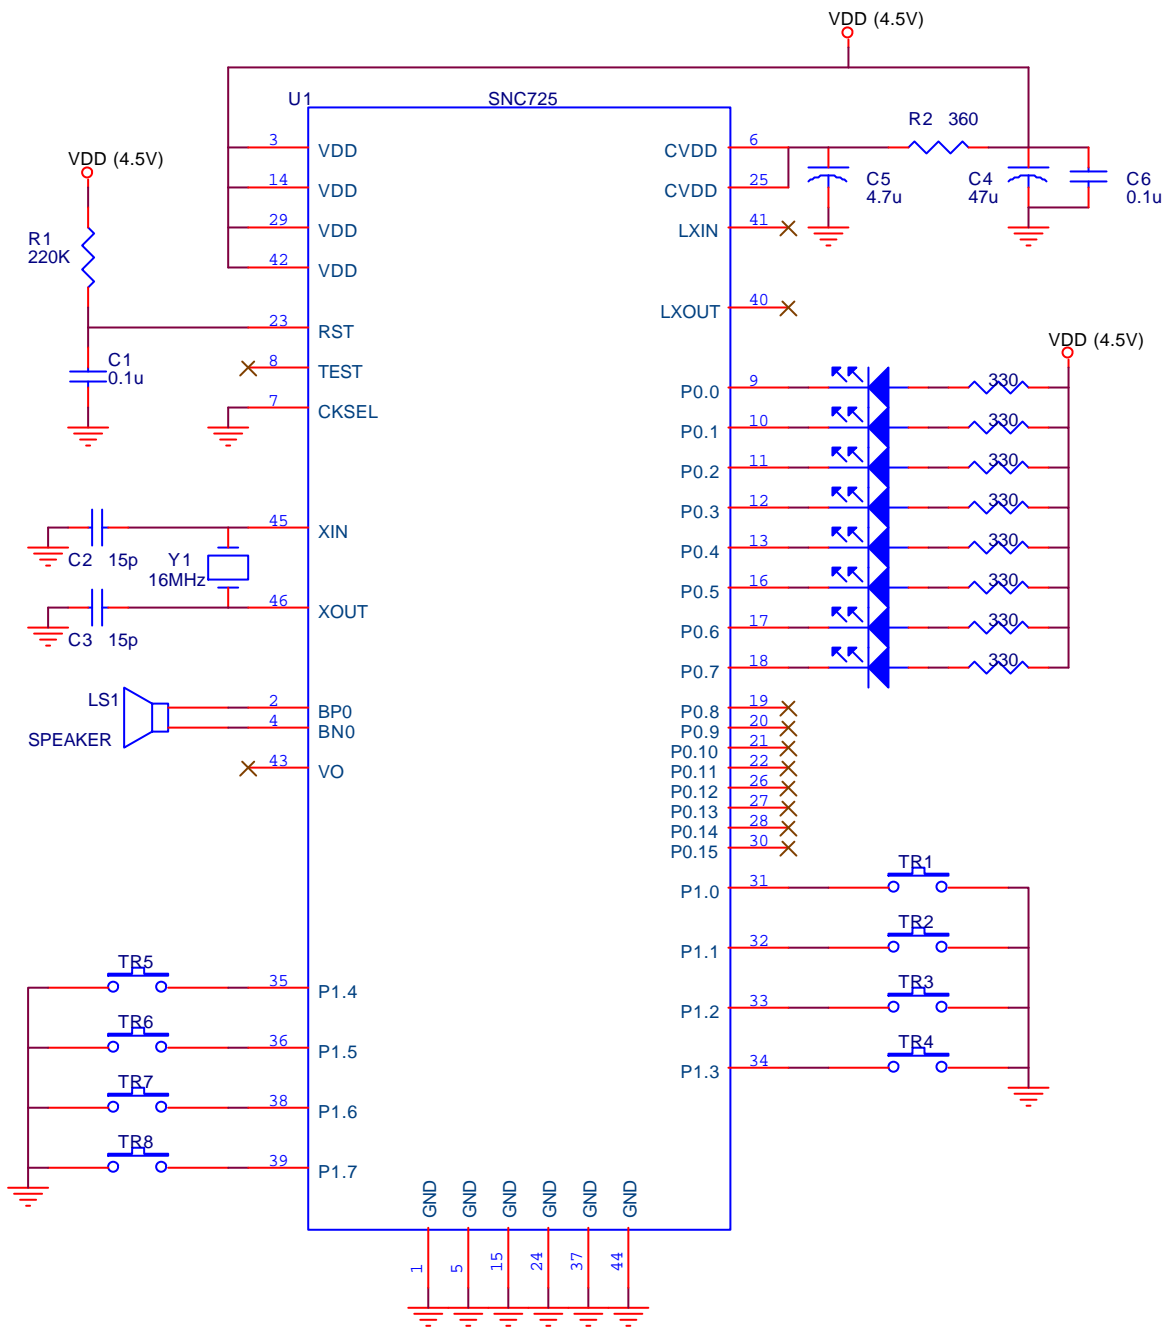 VDD (4.5V)
U1
SNC725
3
VDD
14
VDD
29
VDD
42
VDD
VDD (4.5V)
R1
220K
23
RST
C1
0.1u
8
TEST
7
CKSEL
45
XIN
C2
15p
Y1
16MHz
46
XOUT
C3
15p
LS1
SPEAKER
2
BP0
4
BN0
43
VO
TR5
35
P1.4
TR6
36
P1.5
TR7
38
P1.6
TR8
39
P1.7
CVDD
6
R2 360
CVDD
25
C5
4.7u
C4
47u
C6
0.1u
LXIN
41
LXOUT
40
VDD (4.5V)
P0.0
9
330
P0.1
10
330
P0.2
11
330
P0.3
12
330
P0.4
13
330
P0.5
16
330
P0.6
17
330
P0.7
18
330
P0.8
19
P0.9
20
P0.10
21
P0.11
22
P0.12
26
P0.13
27
P0.14
28
P0.15
30
P1.0
31
TR1
P1.1
32
TR2
P1.2
33
TR3
P1.3
34
TR4
GND
GND
GND
GND
GND
GND
1
5
15
24
37
44